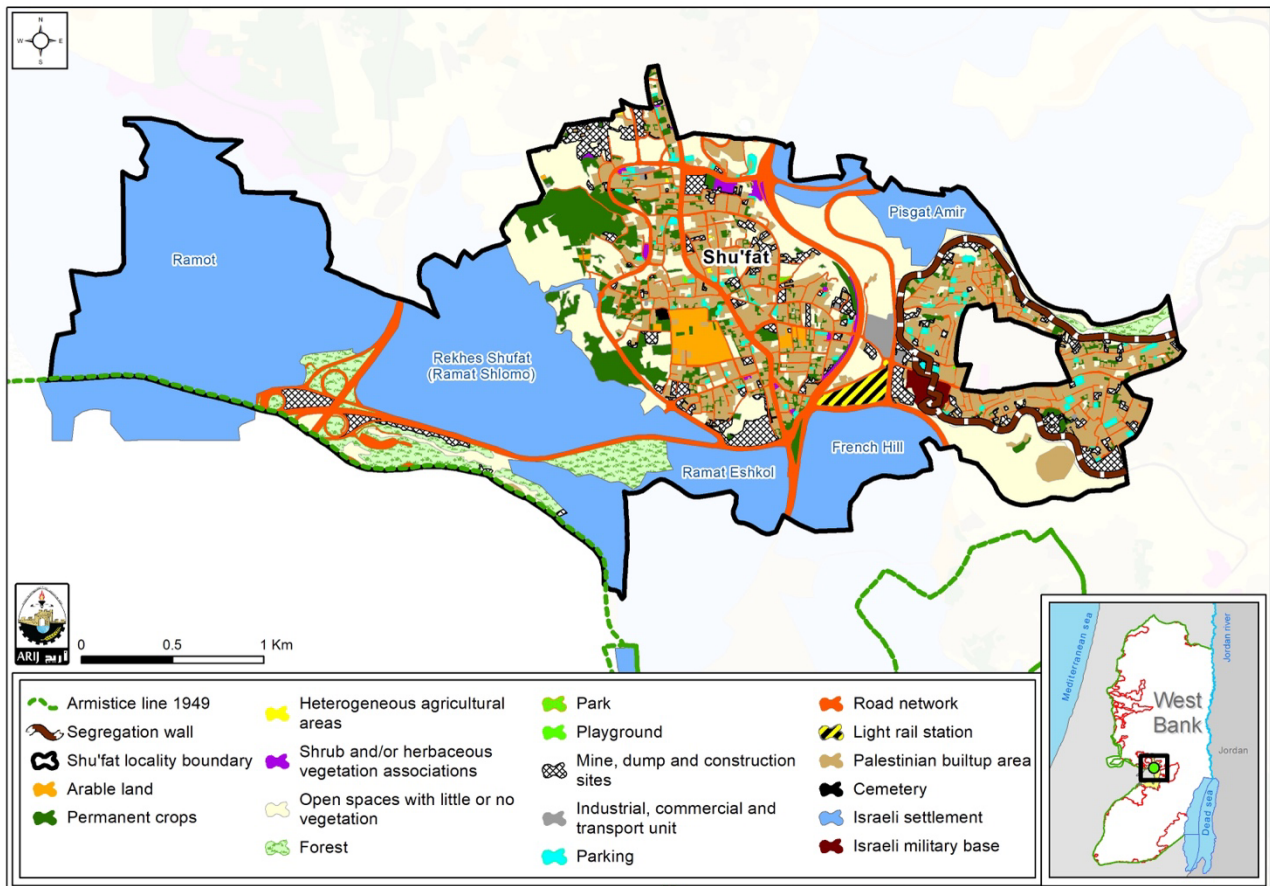 N
W E
S
Ramot
Rekhes Shufat
(Ramat Shlomo)
Shu'fat
Pisgat Amir
French Hill
Ramat Eshkol
ARIJ أريج
0 0.5 1 Km
Armistice line 1949
Segregation wall
Shu'fat locality boundary
Arable land
Permanent crops
Heterogeneous agricultural
areas
Shrub and/or herbaceous
vegetation associations
Open spaces with little or no
vegetation
Forest
Park
Playground
Mine, dump and construction
sites
Industrial, commercial and
transport unit
Parking
Road network
Light rail station
Palestinian builtup area
Cemetery
Israeli settlement
Israeli military base
Mediterranean sea
West
Bank
Jordan river
Jordan
Dead sea